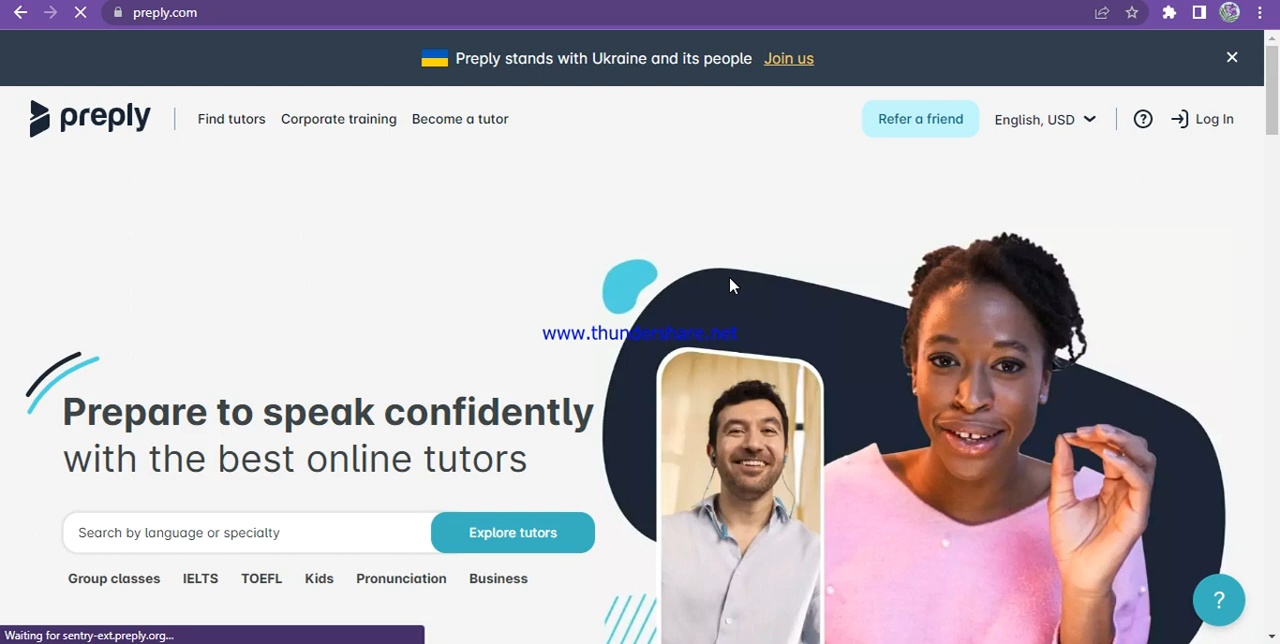 preply.com
Preply stands with Ukraine and its people Join us
preply Find tutors Corporate training Become a tutor Refer a friend English, USD ? Log In
www.thundershare.net
Prepare to speak confidently
with the best online tutors
Search by language or specialty Explore tutors
Group classes IELTS TOEFL Kids Pronunciation Business
?
Waiting for sentry-ext.preply.org...